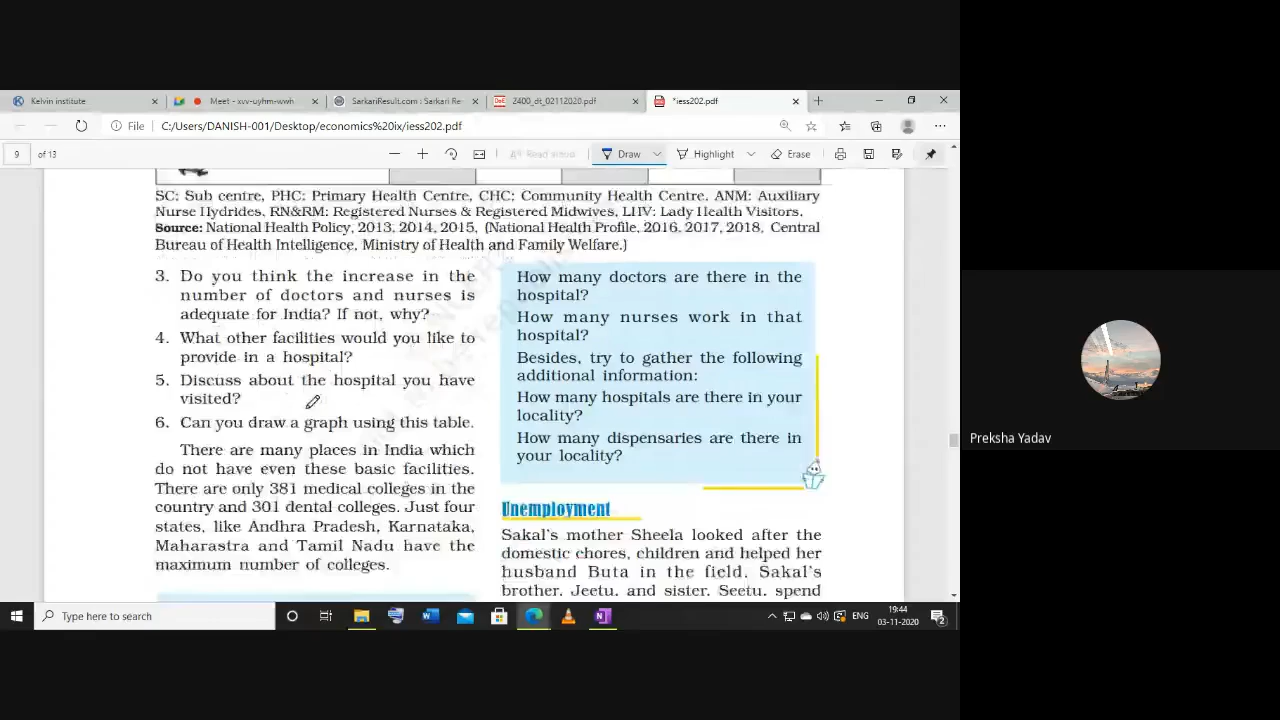 Kelvin institute
Meet - xvv-uyhm-wwh
SarkariResult.com : Sarkari Re
2400_dt_02112020.pdf
*iess202.pdf
File
C:/Users/DANISH-001/Desktop/economics%20ix/iess202.pdf
9 of 13
Read aloud
Draw
Highlight
Erase
SC: Sub centre, PHC: Primary Health Centre, CHC: Community Health Centre. ANM: Auxiliary
Nurse Hydrides, RN&RM: Registered Nurses & Registered Midwives, LHV: Lady Health Visitors.
Source: National Health Policy, 2013, 2014, 2015, (National Health Profile, 2016, 2017, 2018, Central
Bureau of Health Intelligence, Ministry of Health and Family Welfare.)
3. Do you think the increase in the
number of doctors and nurses is
adequate for India? If not, why?
4. What other facilities would you like to
provide in a hospital?
5. Discuss about the hospital you have
visited?
6. Can you draw a graph using this table.
There are many places in India which
do not have even these basic facilities.
There are only 381 medical colleges in the
country and 301 dental colleges. Just four
states, like Andhra Pradesh, Karnataka,
Maharastra and Tamil Nadu have the
maximum number of colleges.
How many doctors are there in the
hospital?
How many nurses work in that
hospital?
Besides, try to gather the following
additional information:
How many hospitals are there in your
locality?
How many dispensaries are there in
your locality?
Unemployment
Sakal's mother Sheela looked after the
domestic chores, children and helped her
husband Buta in the field. Sakal's
brother, Jeetu, and sister, Seetu, spend
Preksha Yadav
Type here to search
ENG
19:44
03-11-2020
2